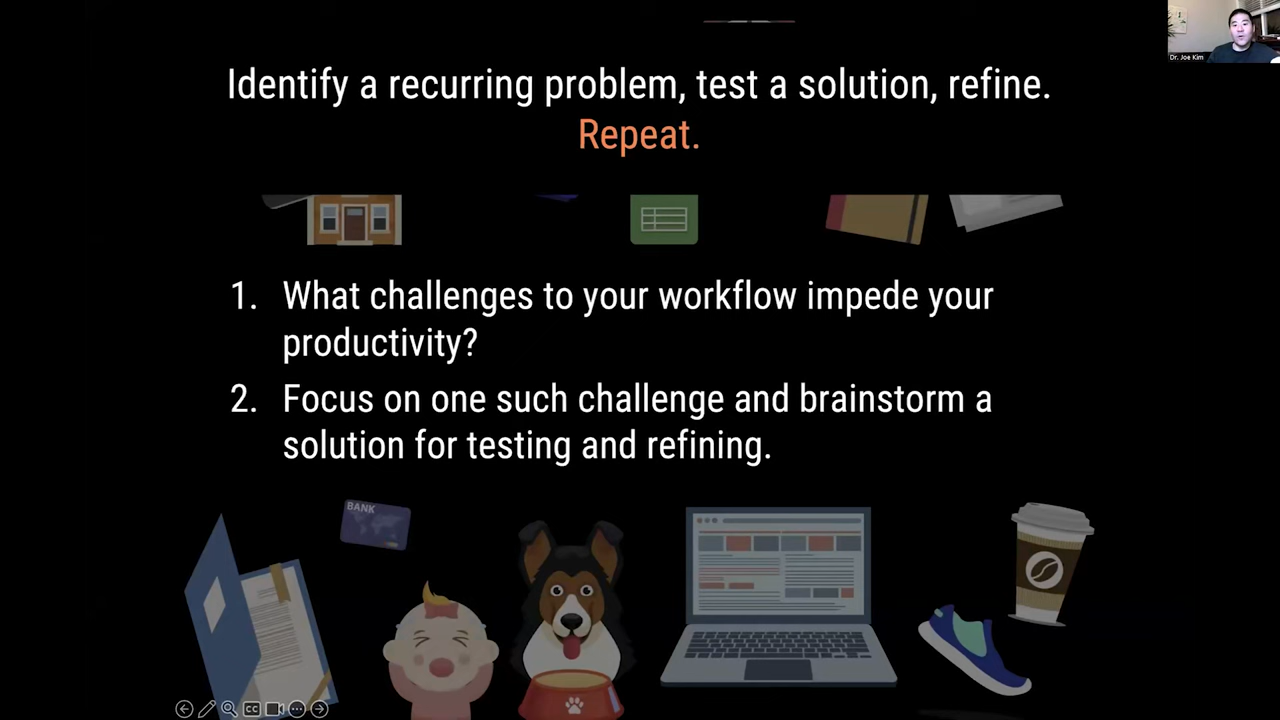 Dr. Joe Kim
Identify a recurring problem, test a solution, refine.
Repeat.
1. What challenges to your workflow impede your
productivity?
2. Focus on one such challenge and brainstorm a
solution for testing and refining.
BANK
CC